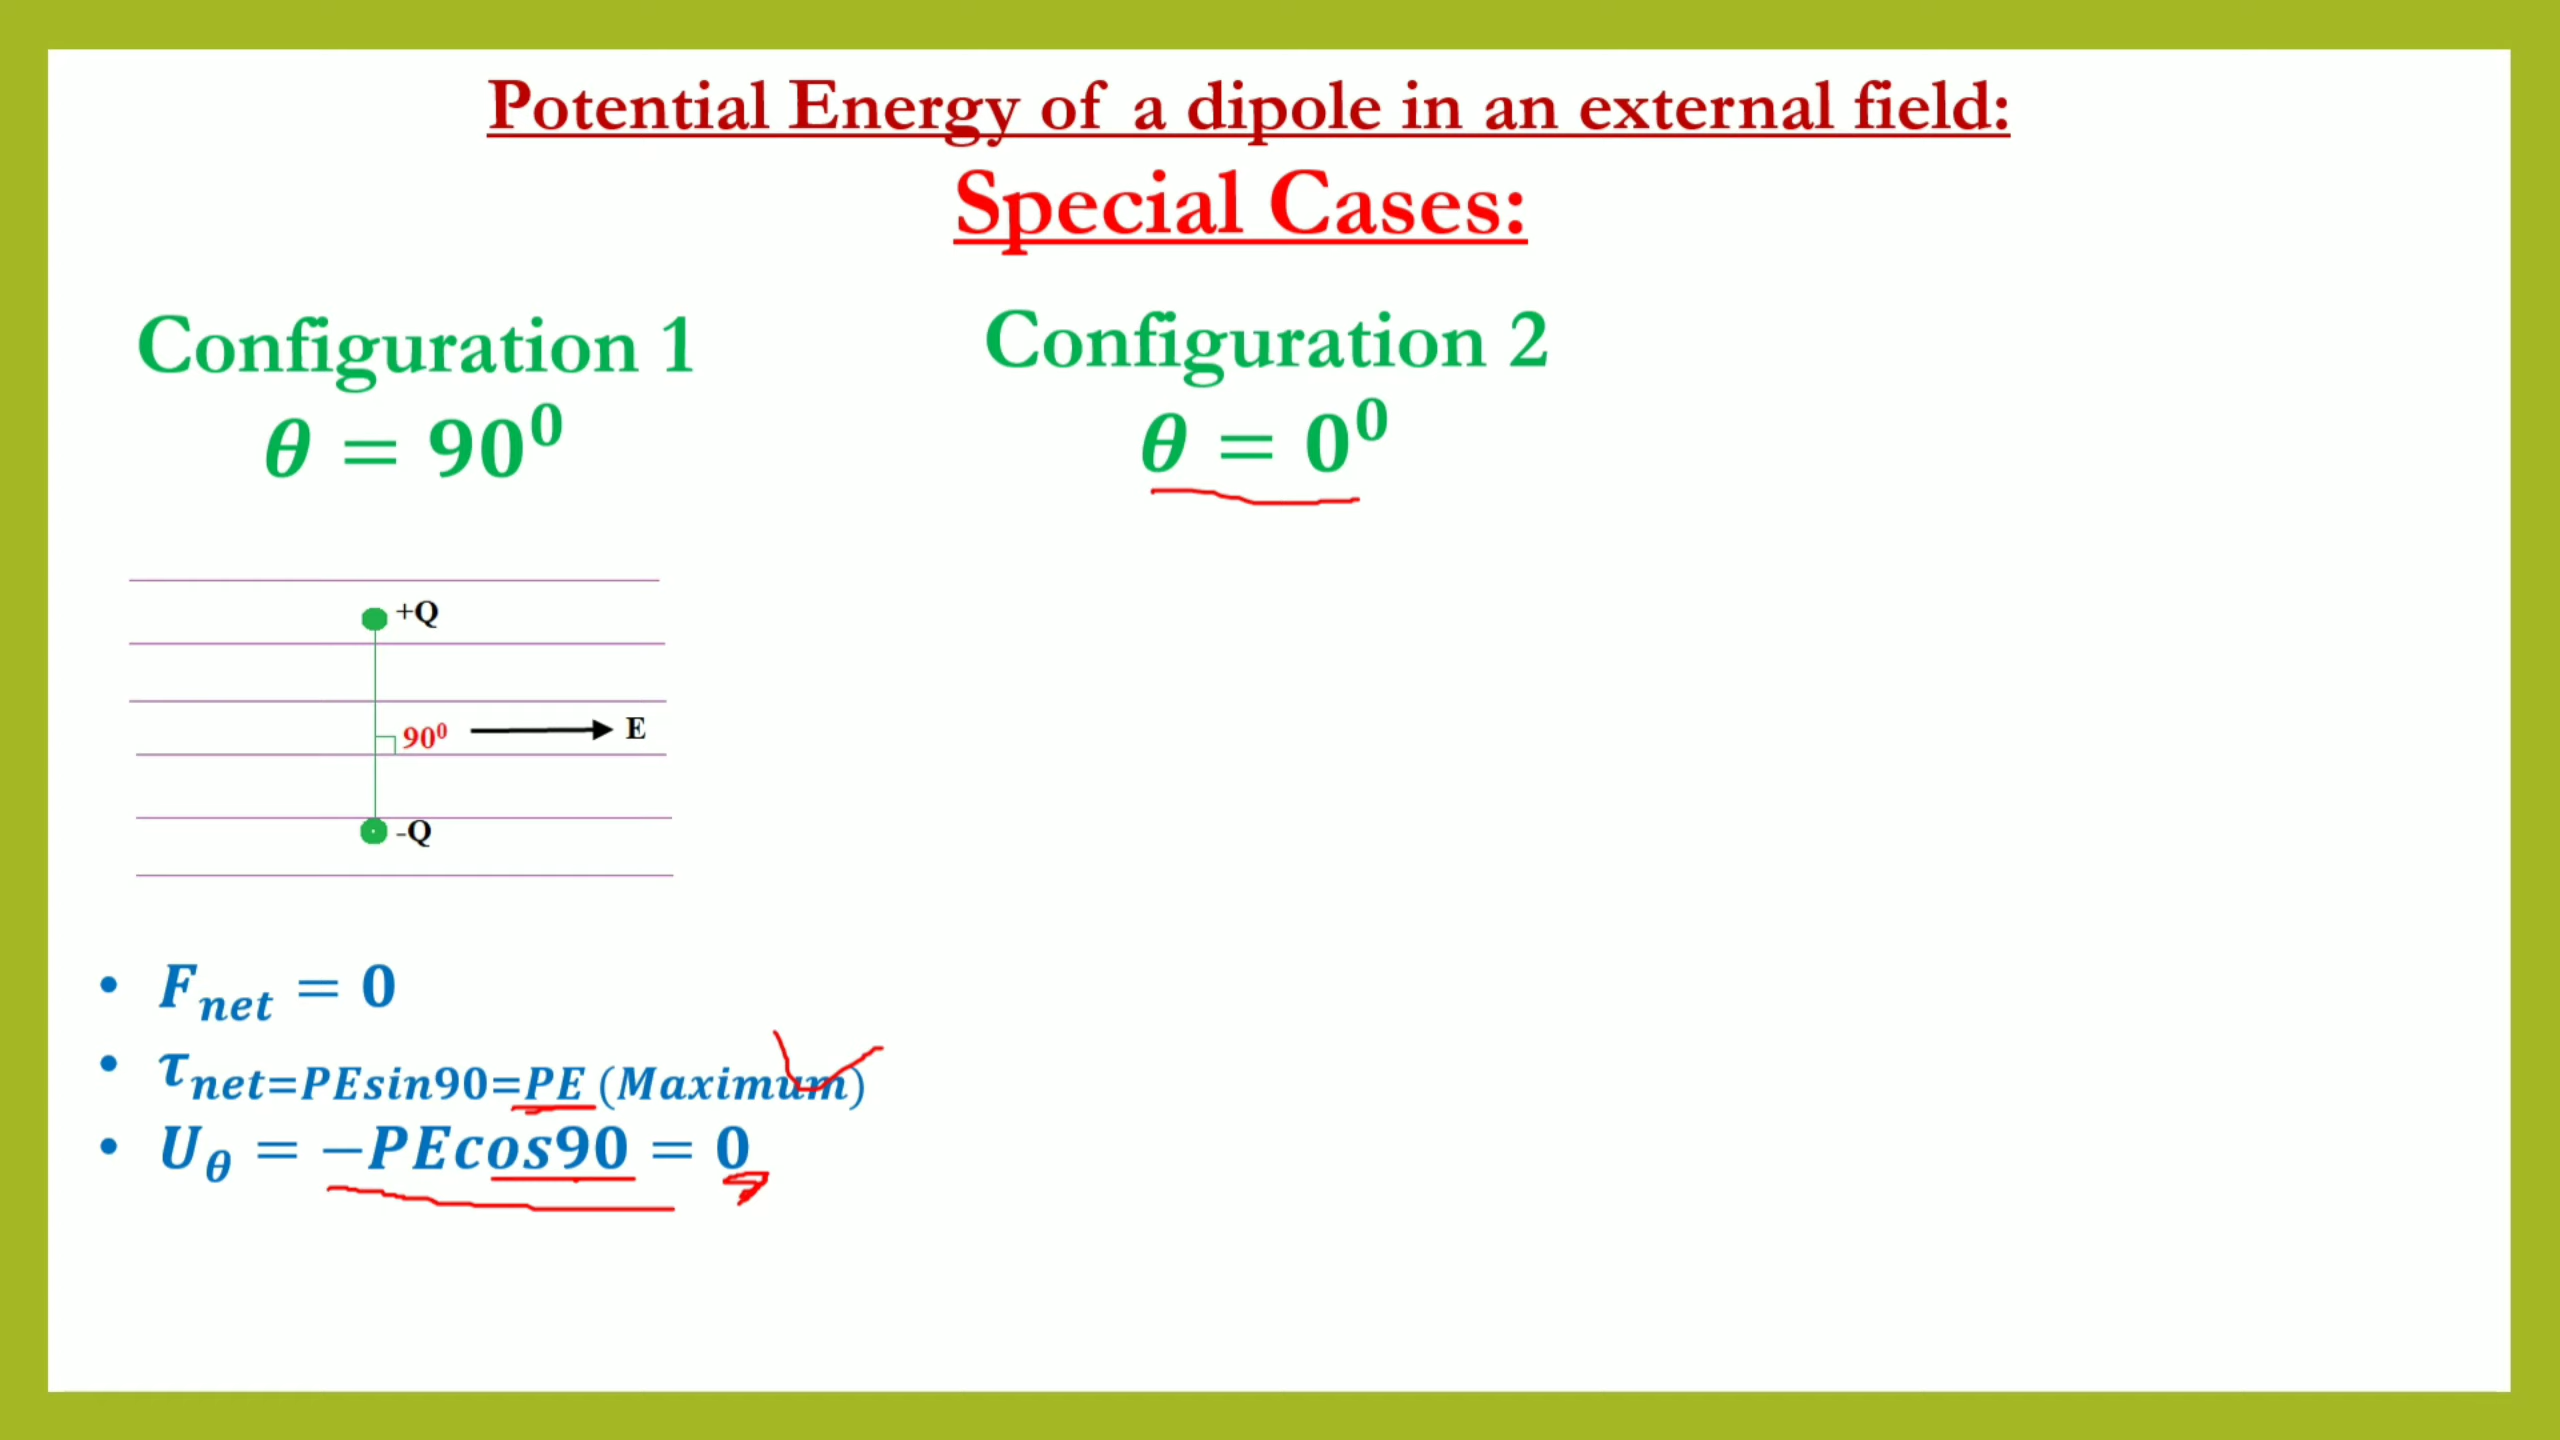 Potential Energy of a dipole in an external field:
Special Cases:
Configuration 1
θ = 90⁰
+Q
90⁰
E
-Q
• F_net = 0
• τ_net=PEsin90=PE (Maximum)
• U_θ = −PEcos90 = 0
Configuration 2
θ = 0⁰